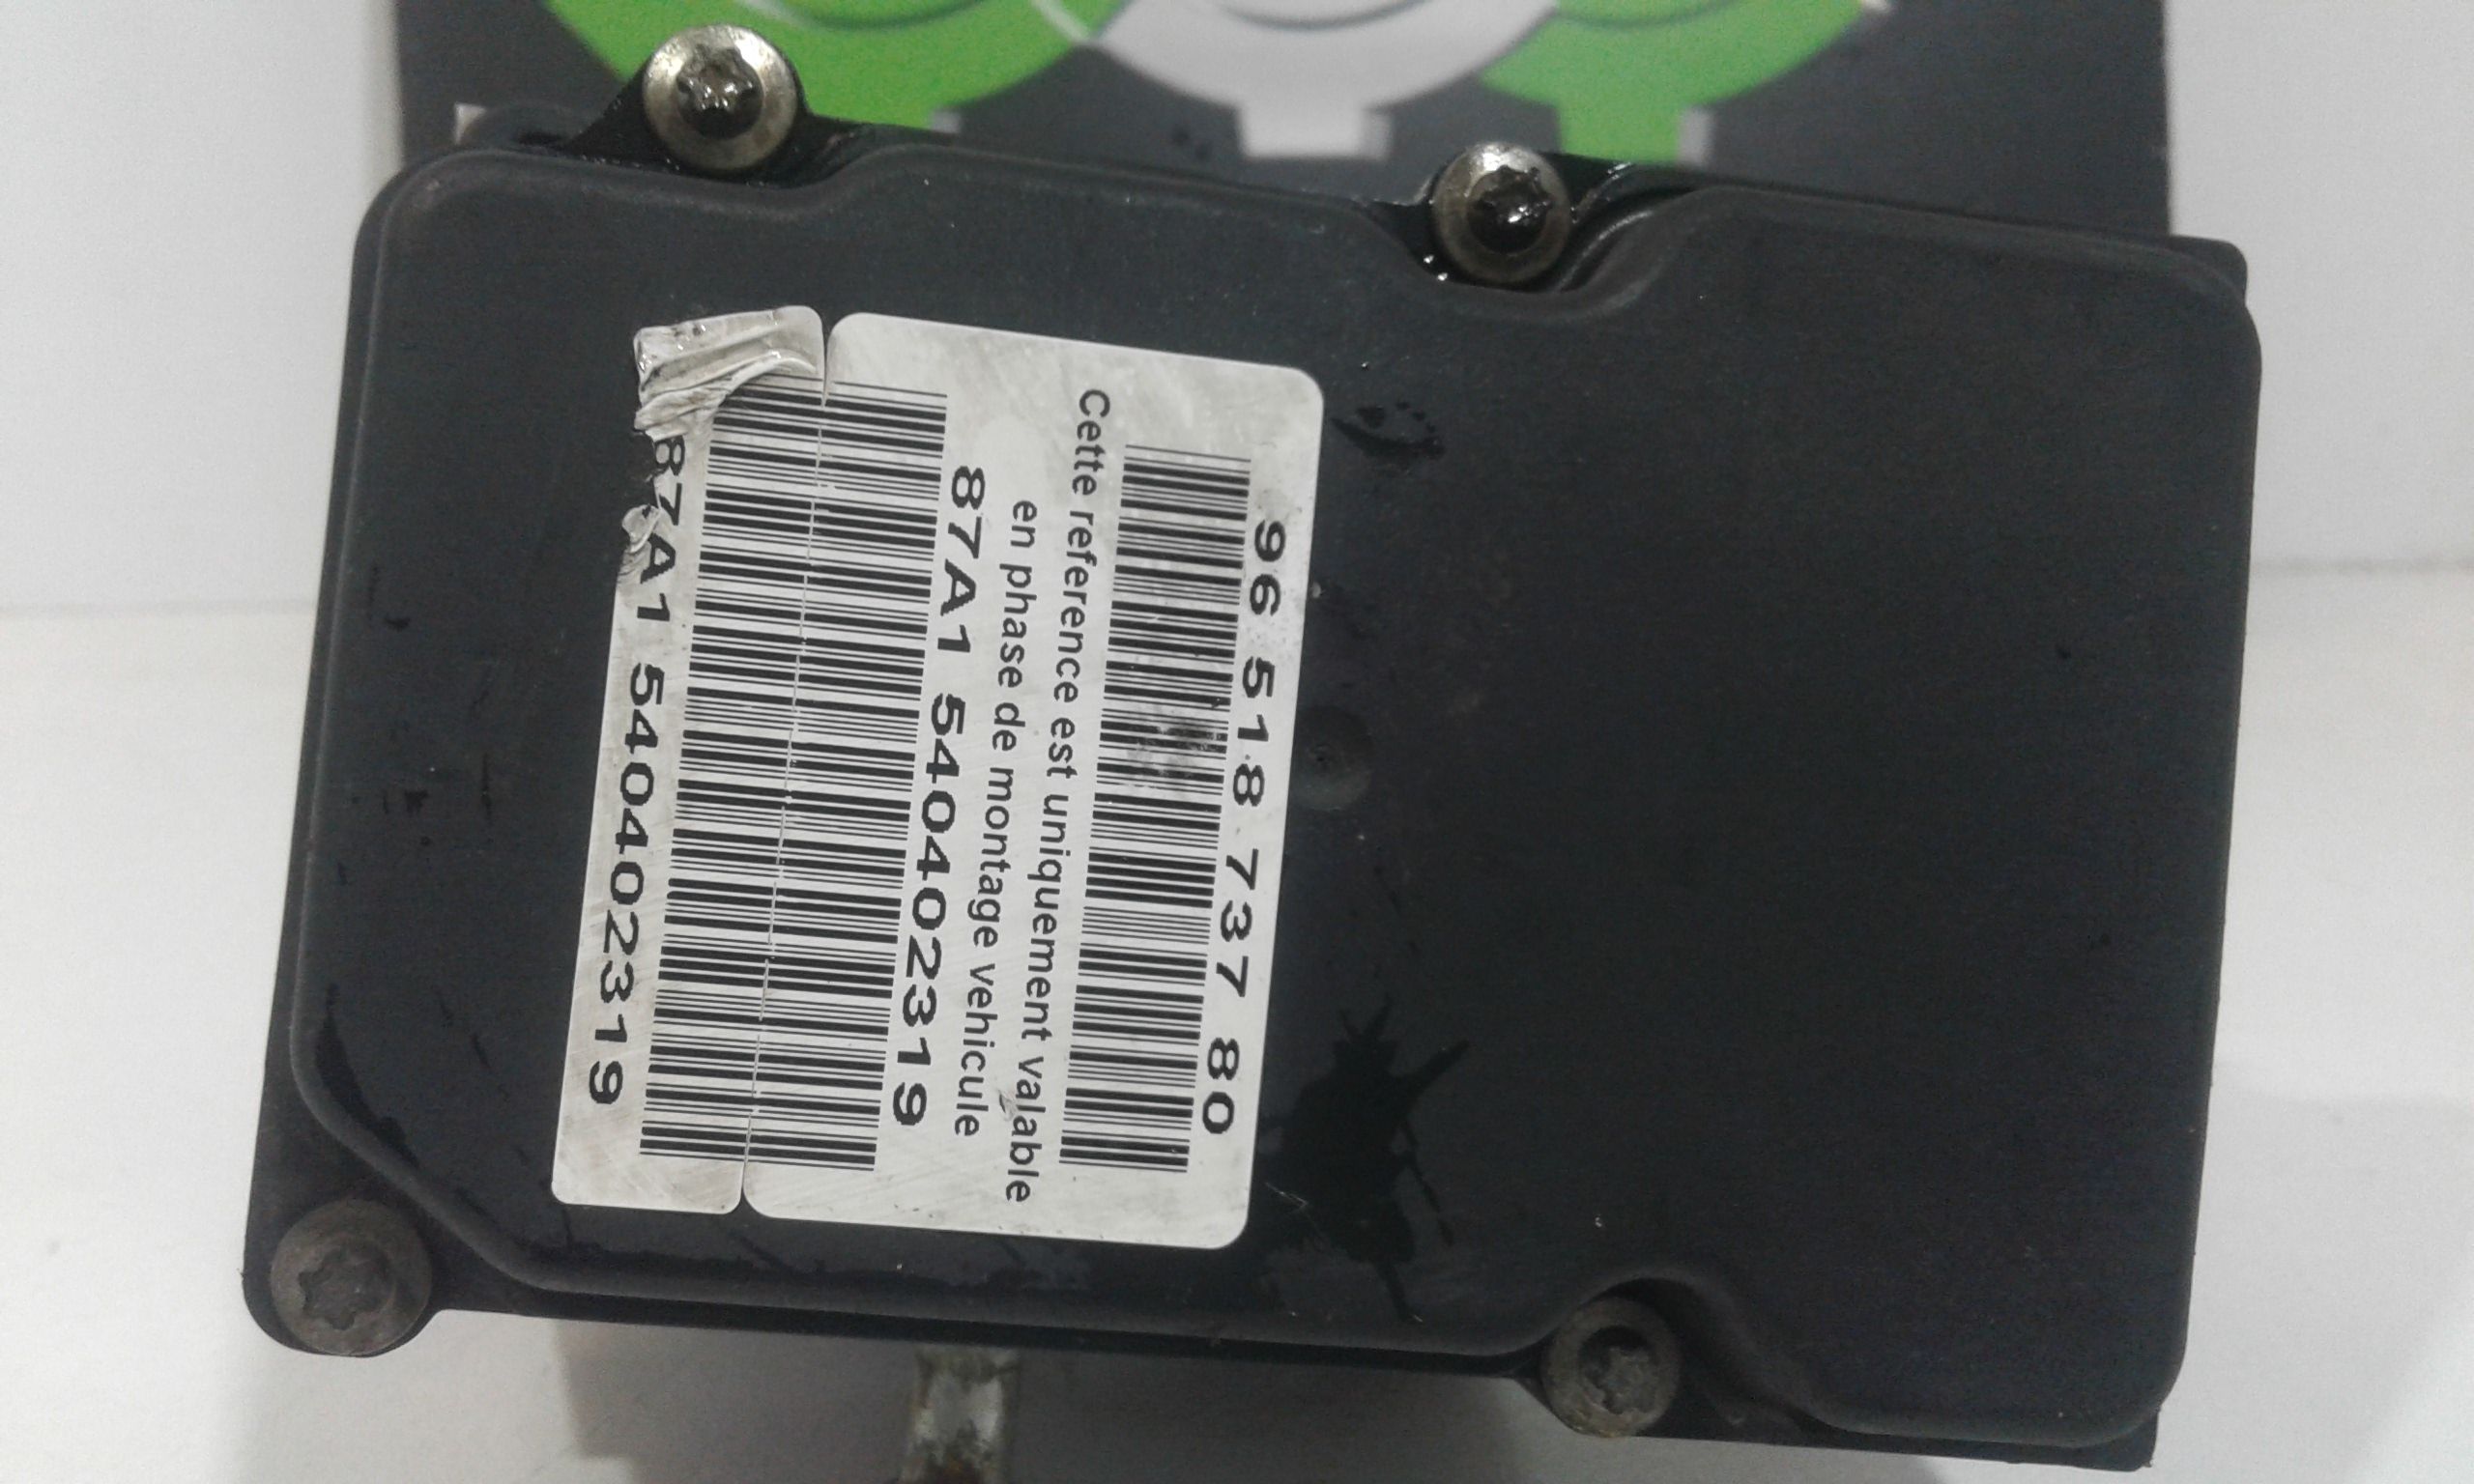 96 518 737 80
Cette reference est uniquement valable
en phase de montage vehicule
87A1 540402319
87A1 540402319